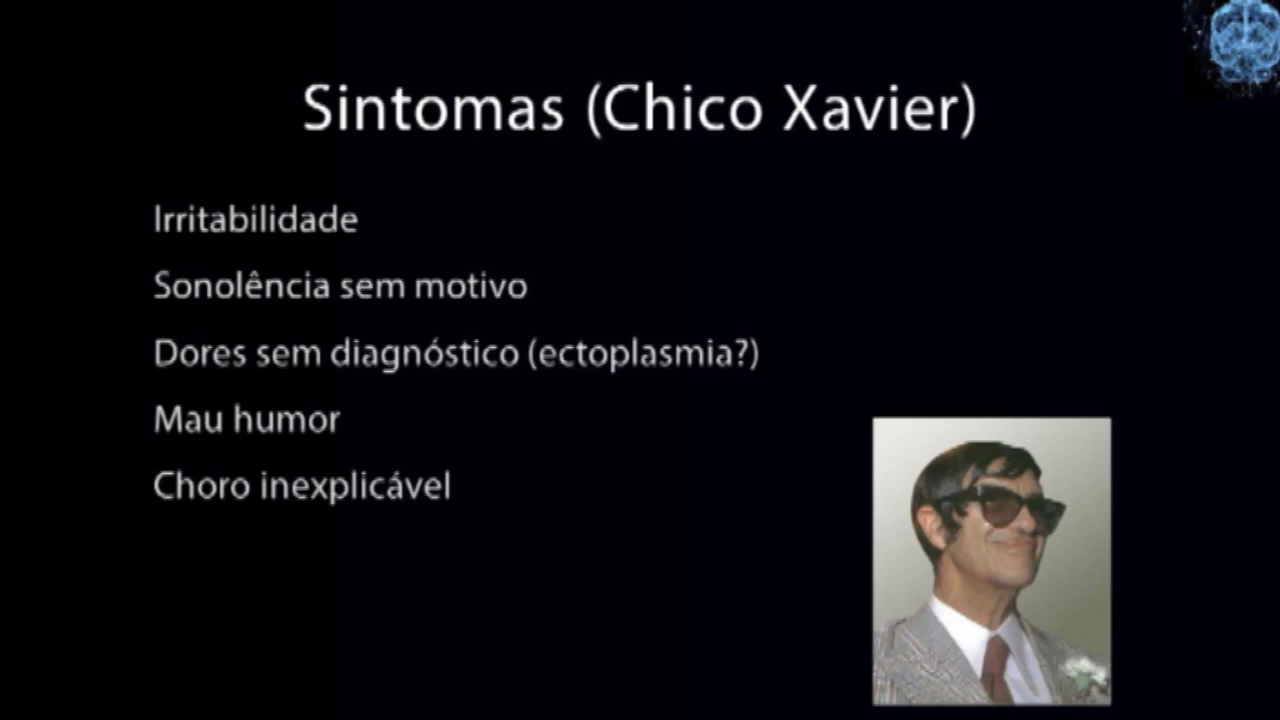 Sintomas (Chico Xavier)
Irritabilidade
Sonolência sem motivo
Dores sem diagnóstico (ectoplasmia?)
Mau humor
Choro inexplicável